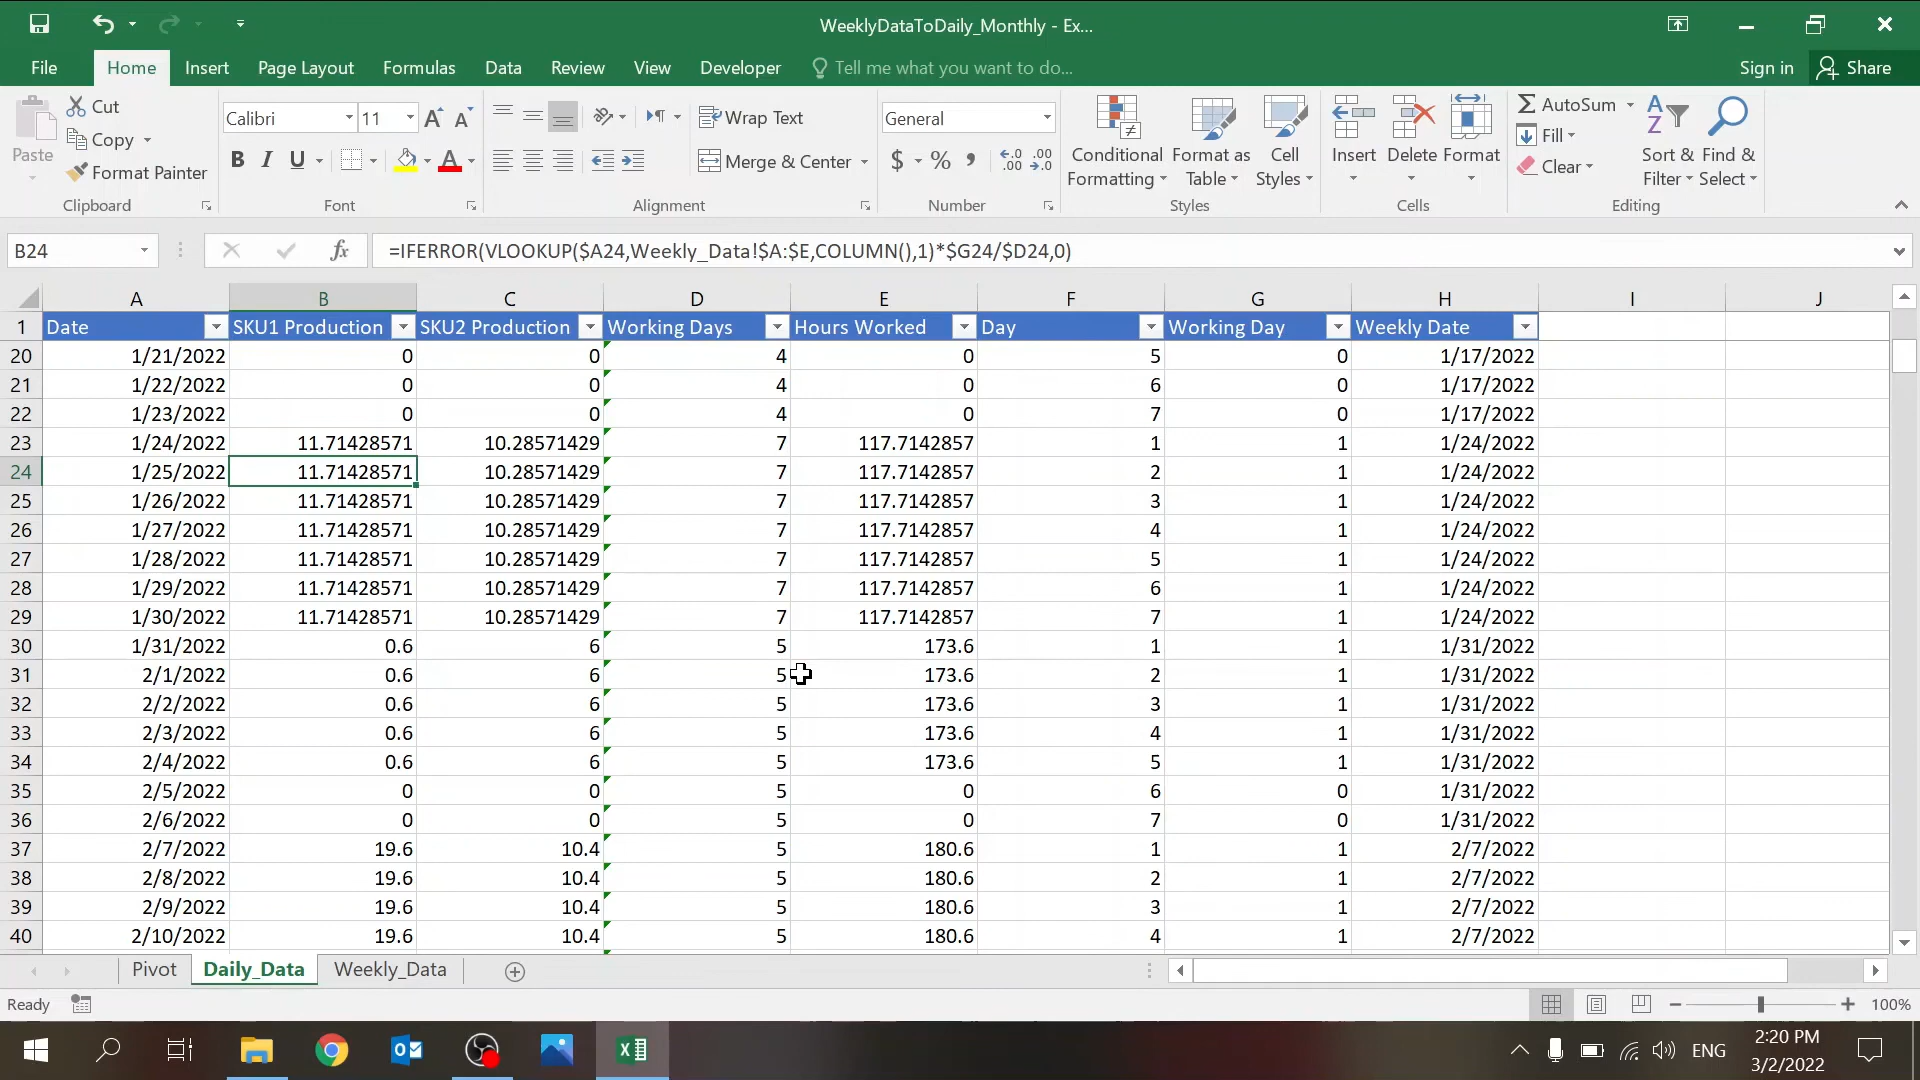 WeeklyDataToDaily_Monthly - Ex...
File Home Insert Page Layout Formulas Data Review View Developer Tell me what you want to do... Sign in Share
Paste Cut Copy Format Painter Clipboard
Calibri 11 B I U Font
Wrap Text Merge & Center Alignment
General $ % , Number
Conditional Formatting Format as Table Cell Styles Styles
Insert Delete Format Cells
AutoSum Fill Clear Sort & Filter Find & Select Editing
B24 fx =IFERROR(VLOOKUP($A24,Weekly_Data!$A:$E,COLUMN(),1)*$G24/$D24,0)
A B C D E F G H I J
1 Date SKU1 Production SKU2 Production Working Days Hours Worked Day Working Day Weekly Date
20 1/21/2022 0 0 4 0 5 0 1/17/2022
21 1/22/2022 0 0 4 0 6 0 1/17/2022
22 1/23/2022 0 0 4 0 7 0 1/17/2022
23 1/24/2022 11.71428571 10.28571429 7 117.7142857 1 1 1/24/2022
24 1/25/2022 11.71428571 10.28571429 7 117.7142857 2 1 1/24/2022
25 1/26/2022 11.71428571 10.28571429 7 117.7142857 3 1 1/24/2022
26 1/27/2022 11.71428571 10.28571429 7 117.7142857 4 1 1/24/2022
27 1/28/2022 11.71428571 10.28571429 7 117.7142857 5 1 1/24/2022
28 1/29/2022 11.71428571 10.28571429 7 117.7142857 6 1 1/24/2022
29 1/30/2022 11.71428571 10.28571429 7 117.7142857 7 1 1/24/2022
30 1/31/2022 0.6 6 5 173.6 1 1 1/31/2022
31 2/1/2022 0.6 6 5 173.6 2 1 1/31/2022
32 2/2/2022 0.6 6 5 173.6 3 1 1/31/2022
33 2/3/2022 0.6 6 5 173.6 4 1 1/31/2022
34 2/4/2022 0.6 6 5 173.6 5 1 1/31/2022
35 2/5/2022 0 0 5 0 6 0 1/31/2022
36 2/6/2022 0 0 5 0 7 0 1/31/2022
37 2/7/2022 19.6 10.4 5 180.6 1 1 2/7/2022
38 2/8/2022 19.6 10.4 5 180.6 2 1 2/7/2022
39 2/9/2022 19.6 10.4 5 180.6 3 1 2/7/2022
40 2/10/2022 19.6 10.4 5 180.6 4 1 2/7/2022
Pivot Daily_Data Weekly_Data
Ready 100%
ENG 2:20 PM
3/2/2022